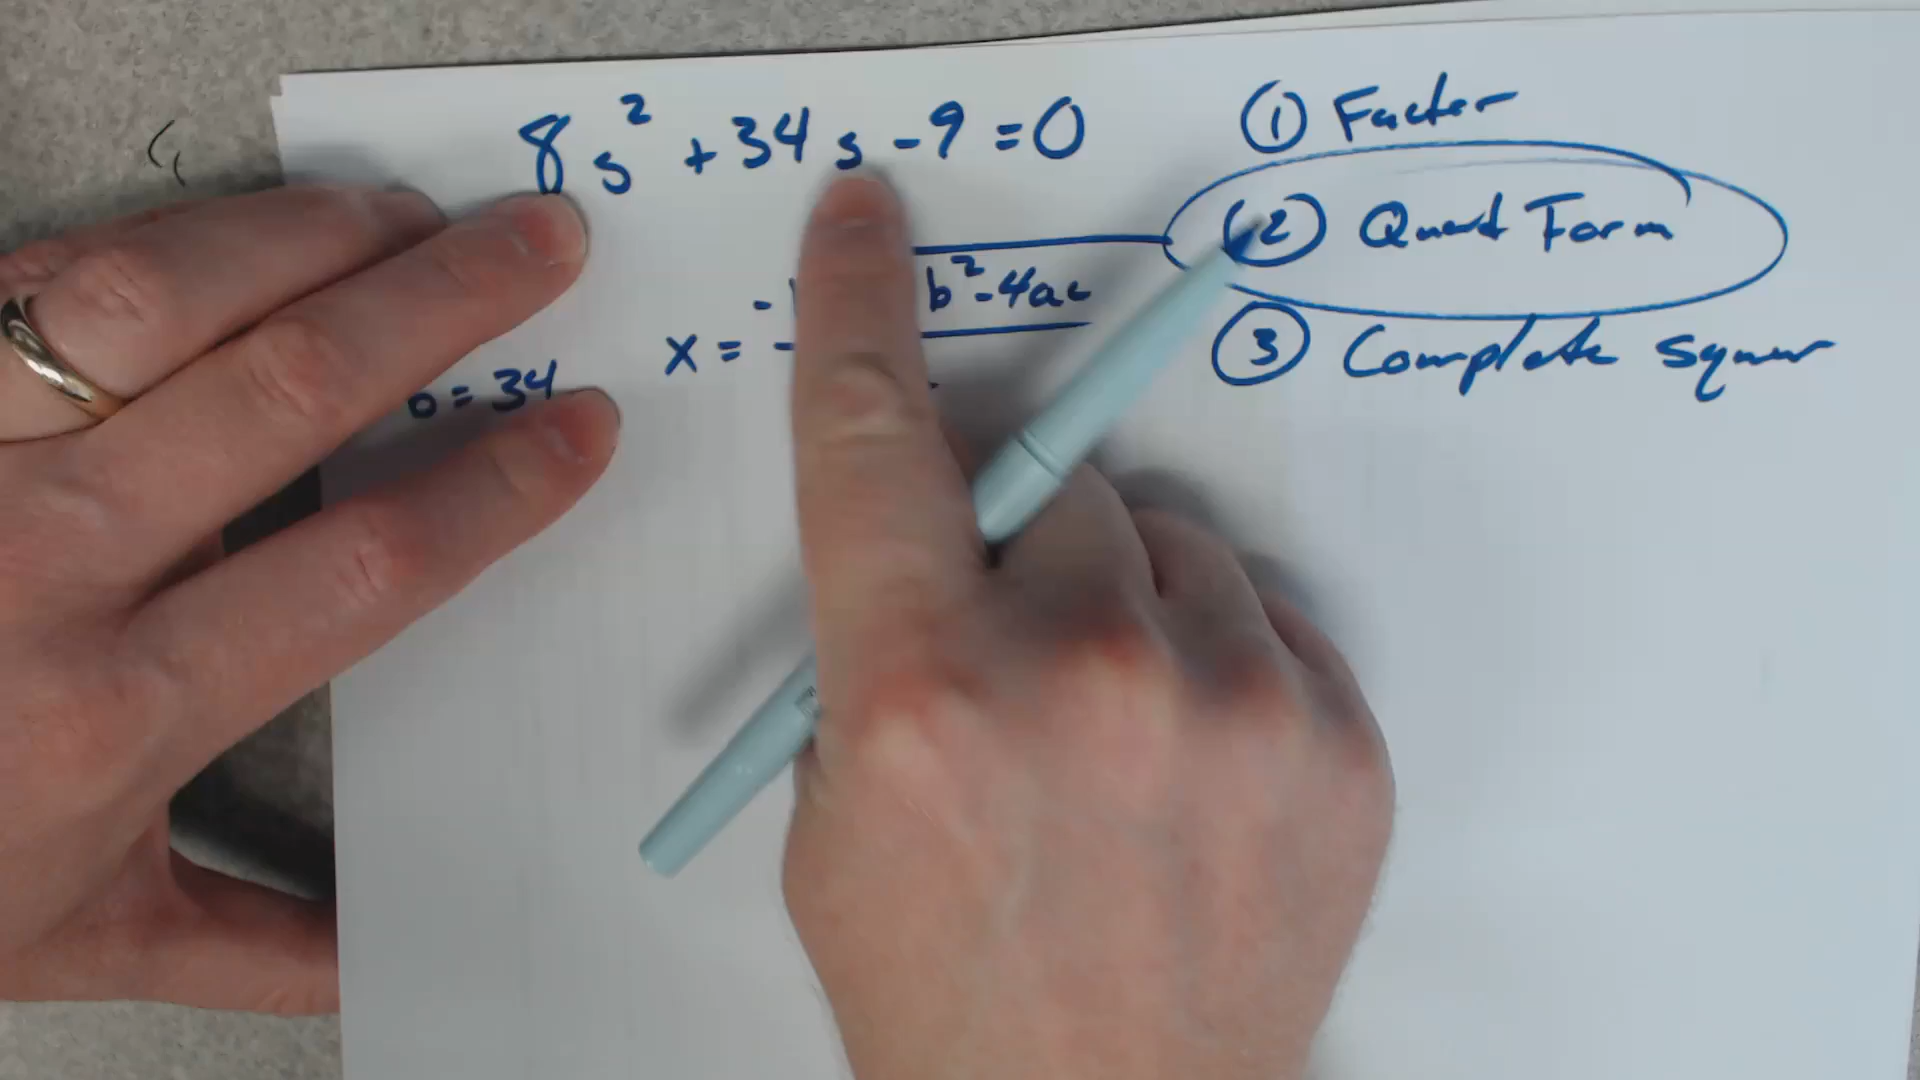 8s² + 34s - 9 = 0
① Factor
② Quad Form
③ Complete square
b² - 4ac
x =
b = 34